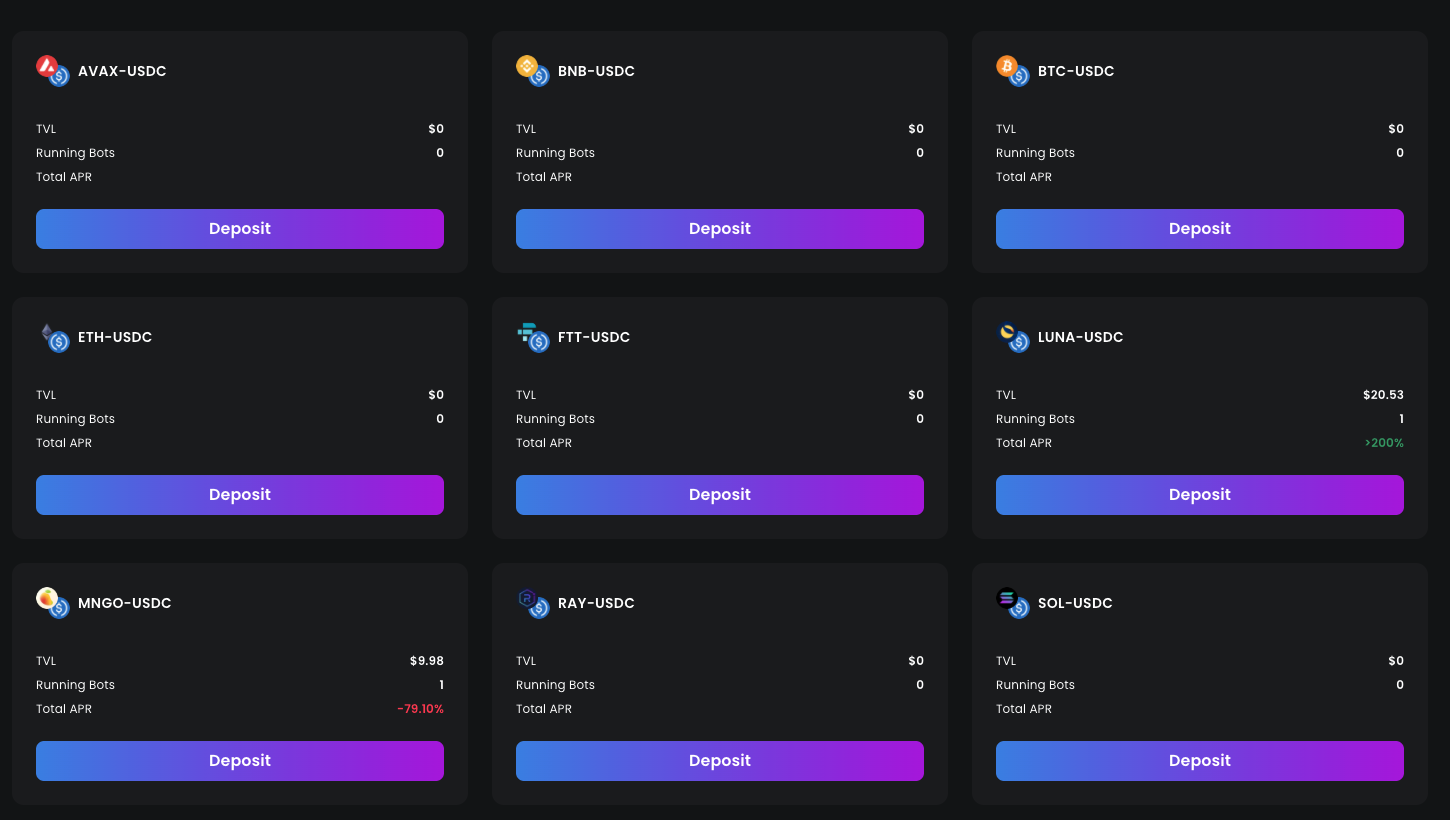 AVAX-USDC
TVL $0
Running Bots 0
Total APR
Deposit
BNB-USDC
TVL $0
Running Bots 0
Total APR
Deposit
BTC-USDC
TVL $0
Running Bots 0
Total APR
Deposit
ETH-USDC
TVL $0
Running Bots 0
Total APR
Deposit
FTT-USDC
TVL $0
Running Bots 0
Total APR
Deposit
LUNA-USDC
TVL $20.53
Running Bots 1
Total APR >200%
Deposit
MNGO-USDC
TVL $9.98
Running Bots 1
Total APR -79.10%
Deposit
RAY-USDC
TVL $0
Running Bots 0
Total APR
Deposit
SOL-USDC
TVL $0
Running Bots 0
Total APR
Deposit